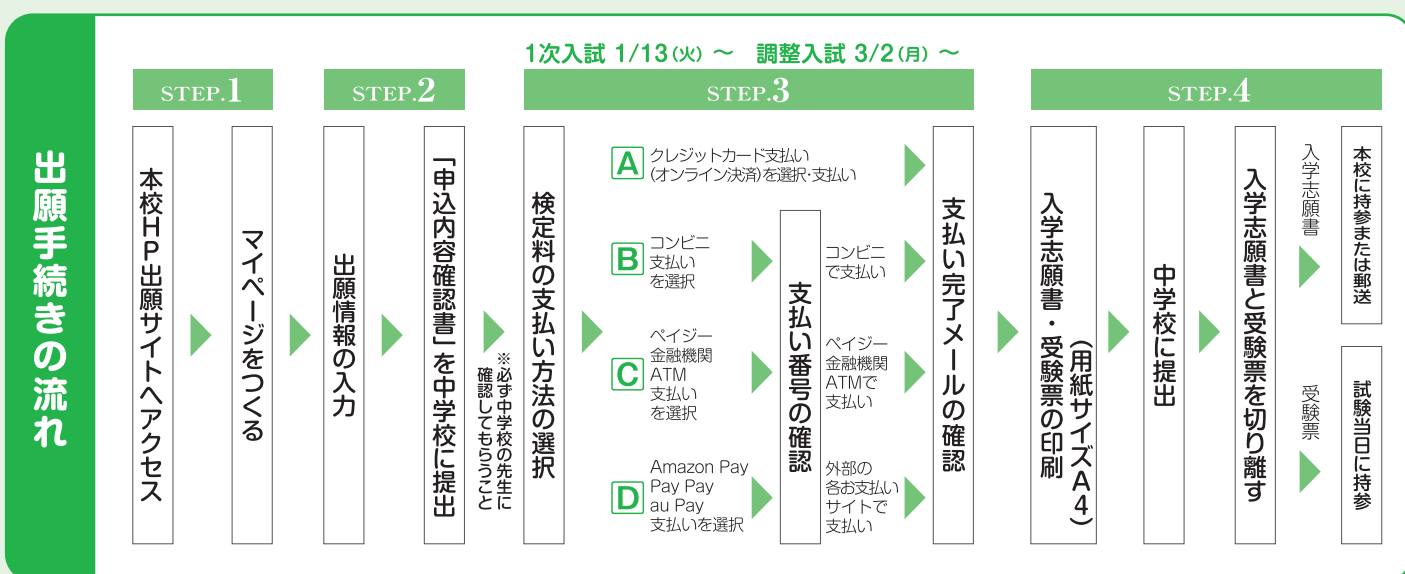 出願手続きの流れ
1次入試 1/13(火) ～ 調整入試 3/2(月) ～
STEP.1
本校HP出願サイトへアクセス
マイページをつくる
STEP.2
出願情報の入力
「申込内容確認書」を中学校に提出
※必ず中学校の先生に
確認してもらうこと
STEP.3
検定料の支払い方法の選択
A
クレジットカード支払い
(オンライン決済)を選択・支払い
B
コンビニ
支払い
を選択
コンビニ
で支払い
C
ペイジー
金融機関
ATM
支払い
を選択
ペイジー
金融機関
ATMで
支払い
D
Amazon Pay
Pay Pay
au Pay
支払いを選択
外部の
各お支払い
サイトで
支払い
支払い番号の確認
支払い完了メールの確認
STEP.4
入学志願書・受験票の印刷
(用紙サイズA4)
中学校に提出
入学志願書と受験票を切り離す
入学志願書
本校に持参または郵送
受験票
試験当日に持参